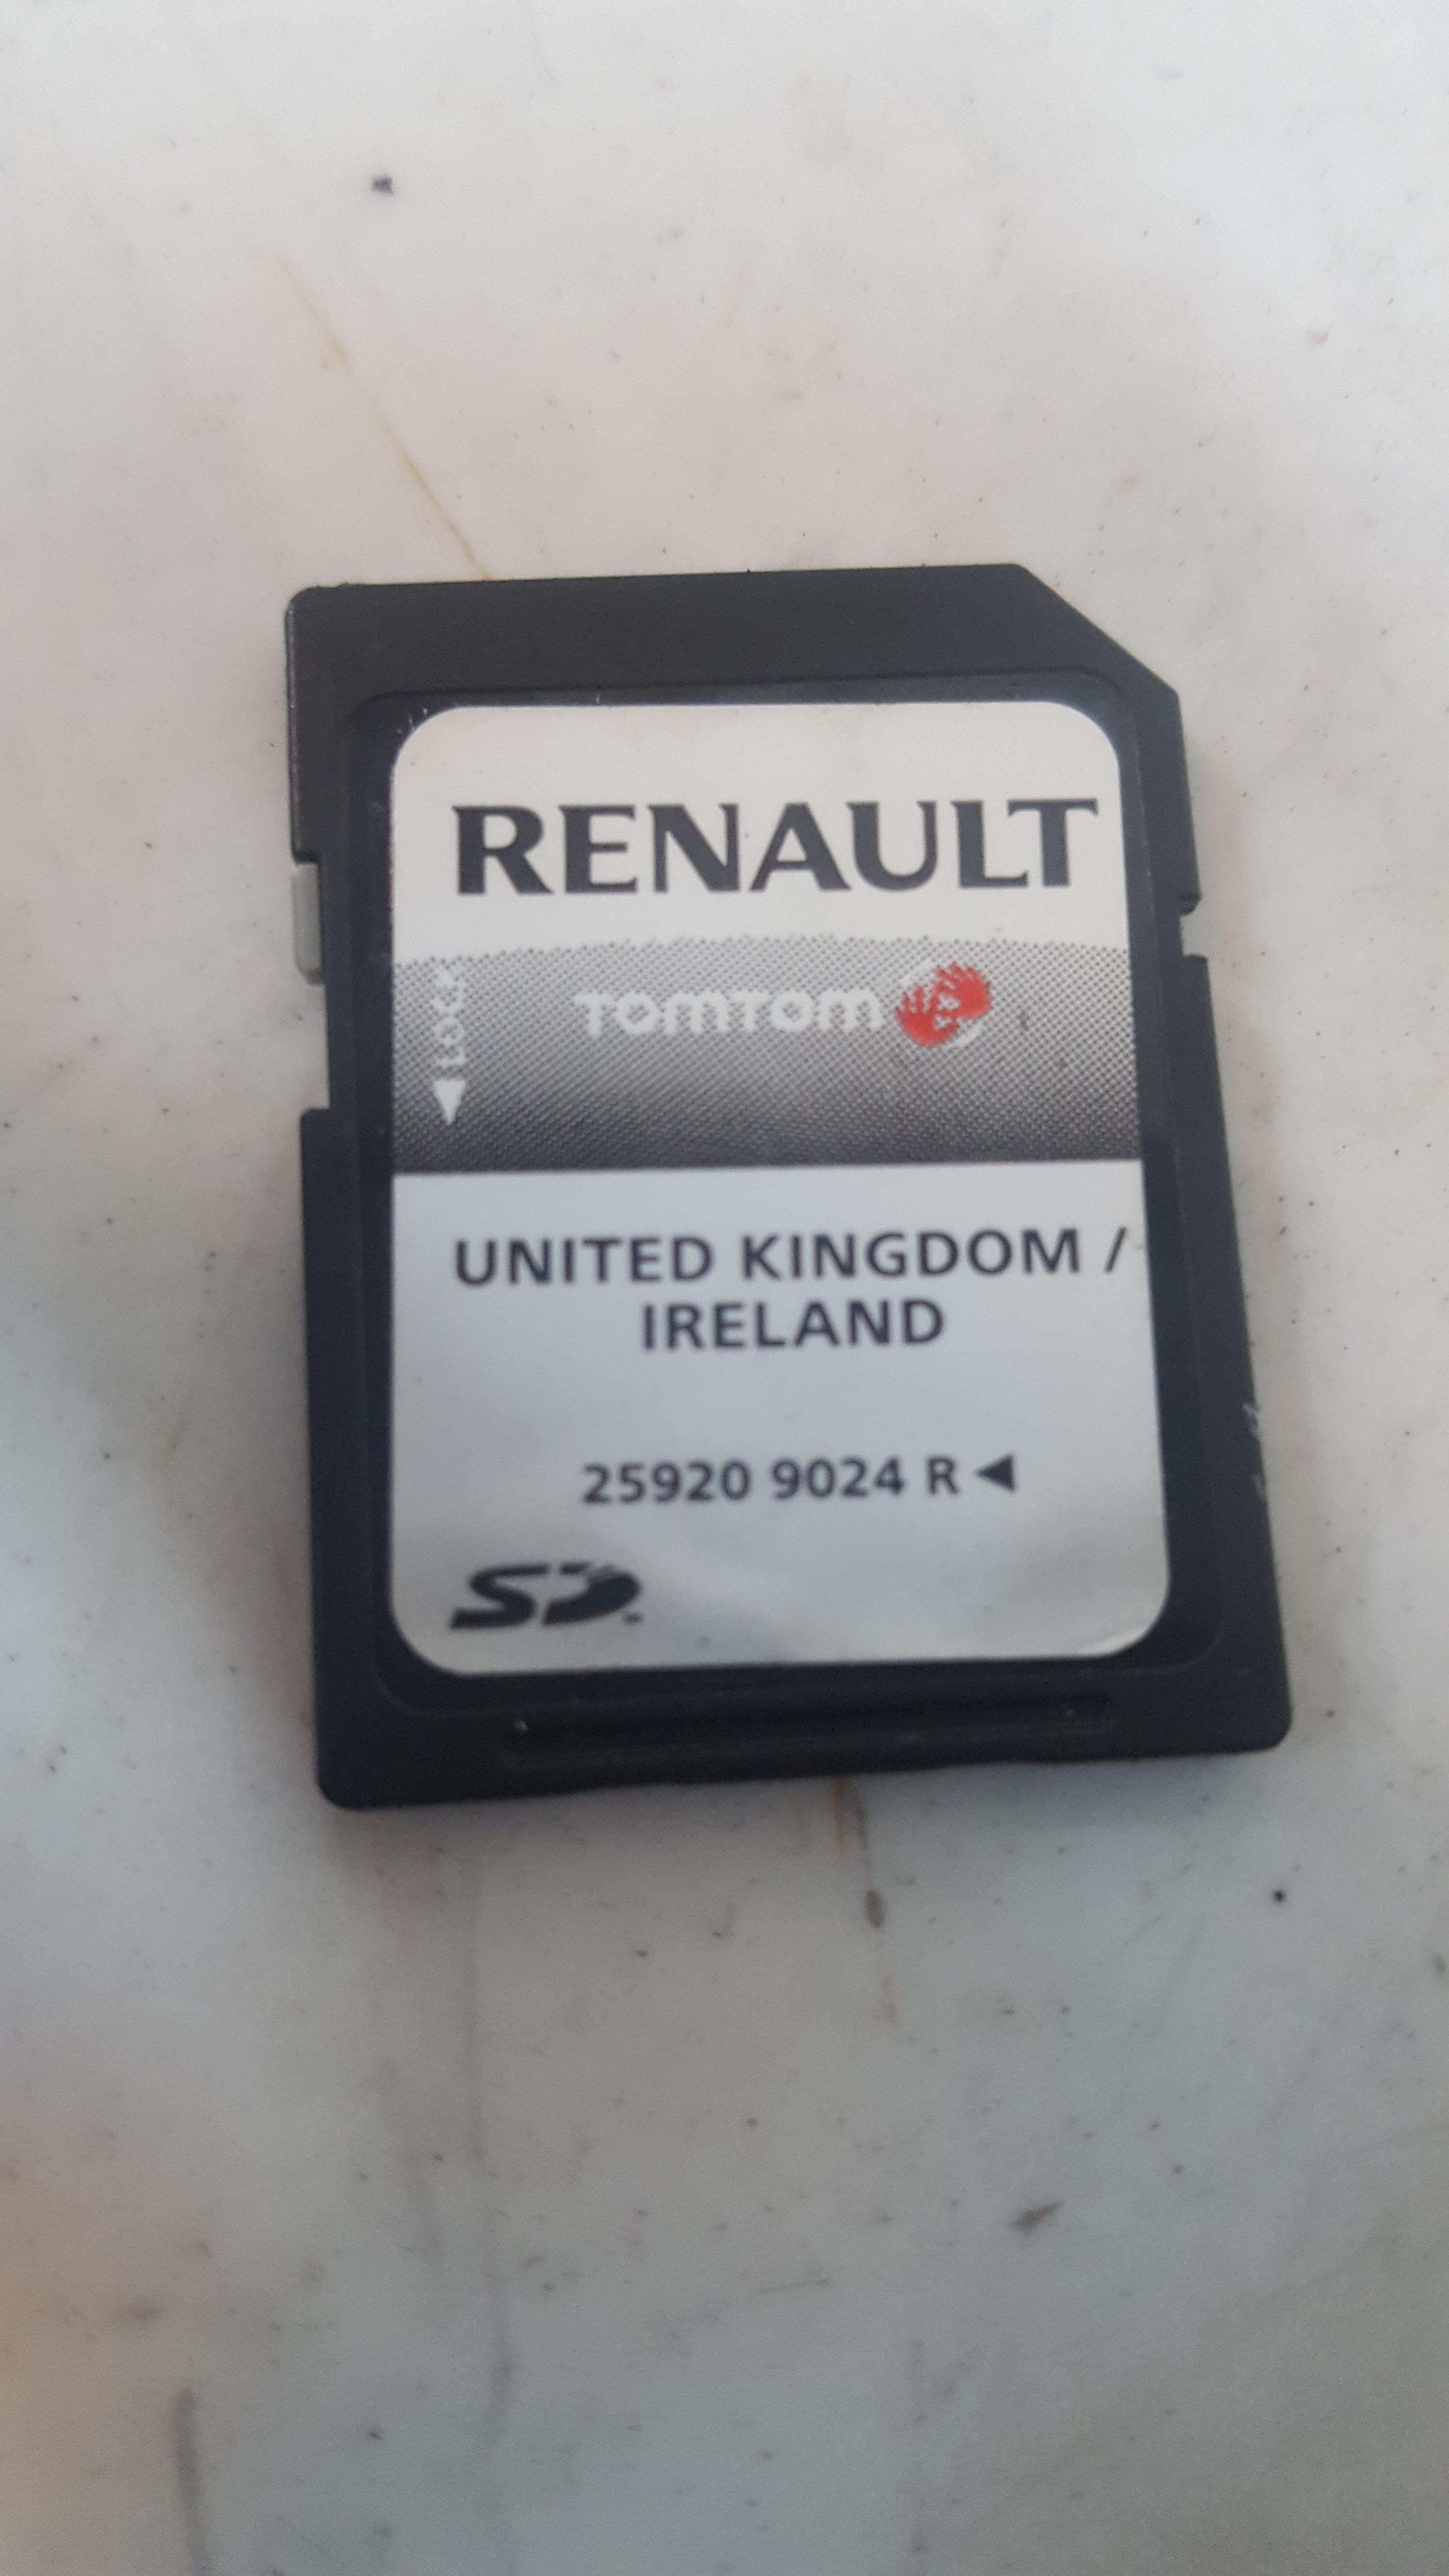 RENAULT
TOMTOM
◀LOCK
UNITED KINGDOM /
IRELAND
25920 9024 R◀
SD